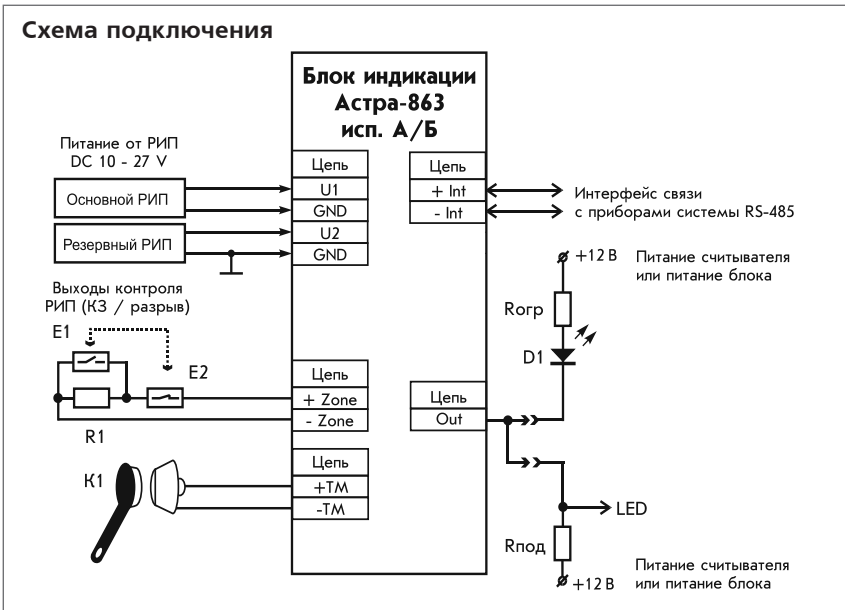 Схема подключения
Блок индикации
Астра-863
исп. А/Б
Питание от РИП
DC 10 - 27 V
Основной РИП
Резервный РИП
Цепь
U1
GND
U2
GND
Цепь
+ Int
- Int
Интерфейс связи
с приборами системы RS-485
+12 В
Питание считывателя
или питание блока
Rогр
D1
Выходы контроля
РИП (КЗ / разрыв)
E1
E2
R1
Цепь
+ Zone
- Zone
Цепь
Out
K1
Цепь
+TM
-TM
LED
Rпод
+12 В
Питание считывателя
или питание блока